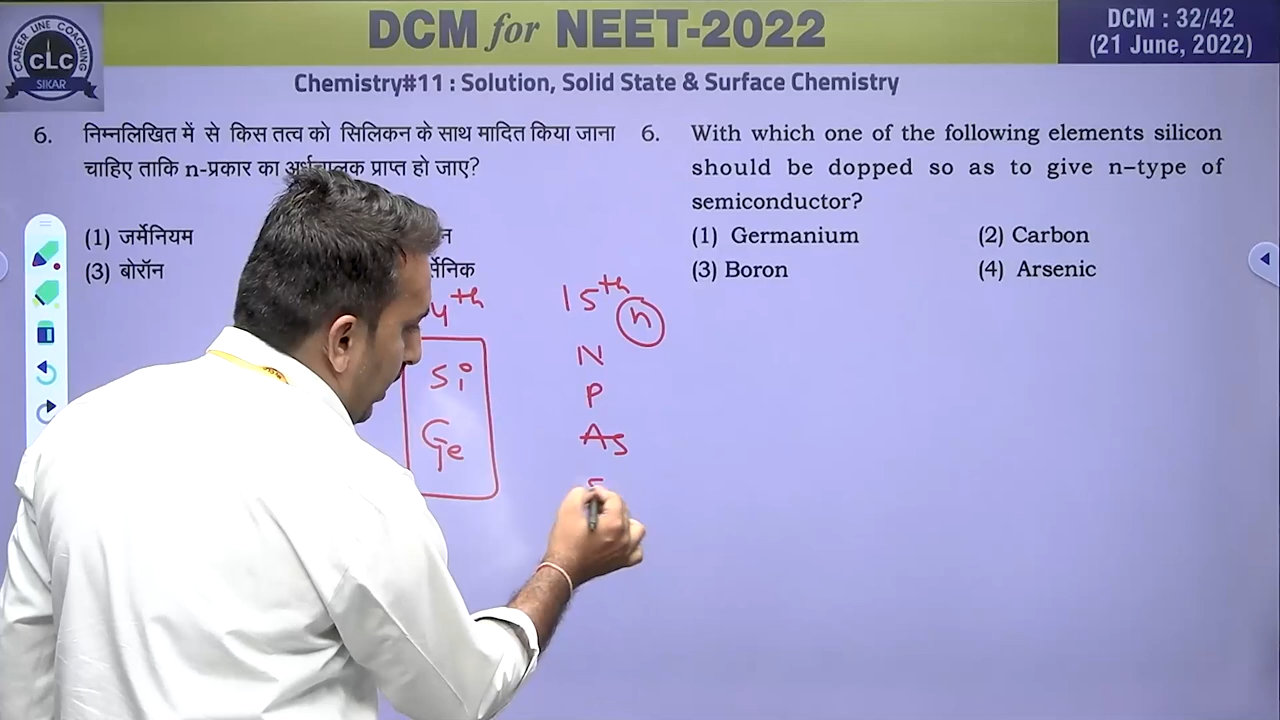 DCM for NEET-2022
DCM : 32/42
(21 June, 2022)
CAREER LINE COACHING
CLC
SIKAR
Chemistry#11 : Solution, Solid State & Surface Chemistry
6. निम्नलिखित में से किस तत्व को सिलिकन के साथ मादित किया जाना
चाहिए ताकि n-प्रकार का अर्धचालक प्राप्त हो जाए?
(1) जर्मेनियम
(3) बोरॉन
6. With which one of the following elements silicon
should be dopped so as to give n–type of
semiconductor?
(1) Germanium (2) Carbon
(3) Boron (4) Arsenic
4th
Si
Ge
15th
n
N
P
As